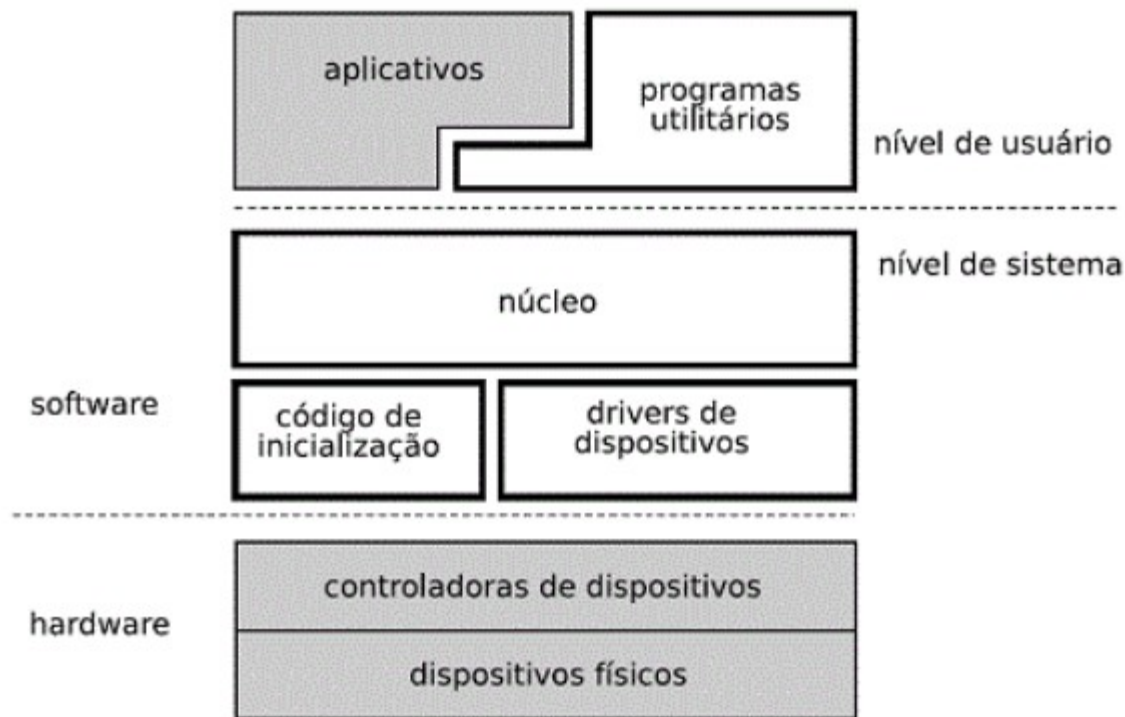 aplicativos
programas
utilitários
nível de usuário
nível de sistema
núcleo
software
código de
inicialização
drivers de
dispositivos
controladoras de dispositivos
hardware
dispositivos físicos